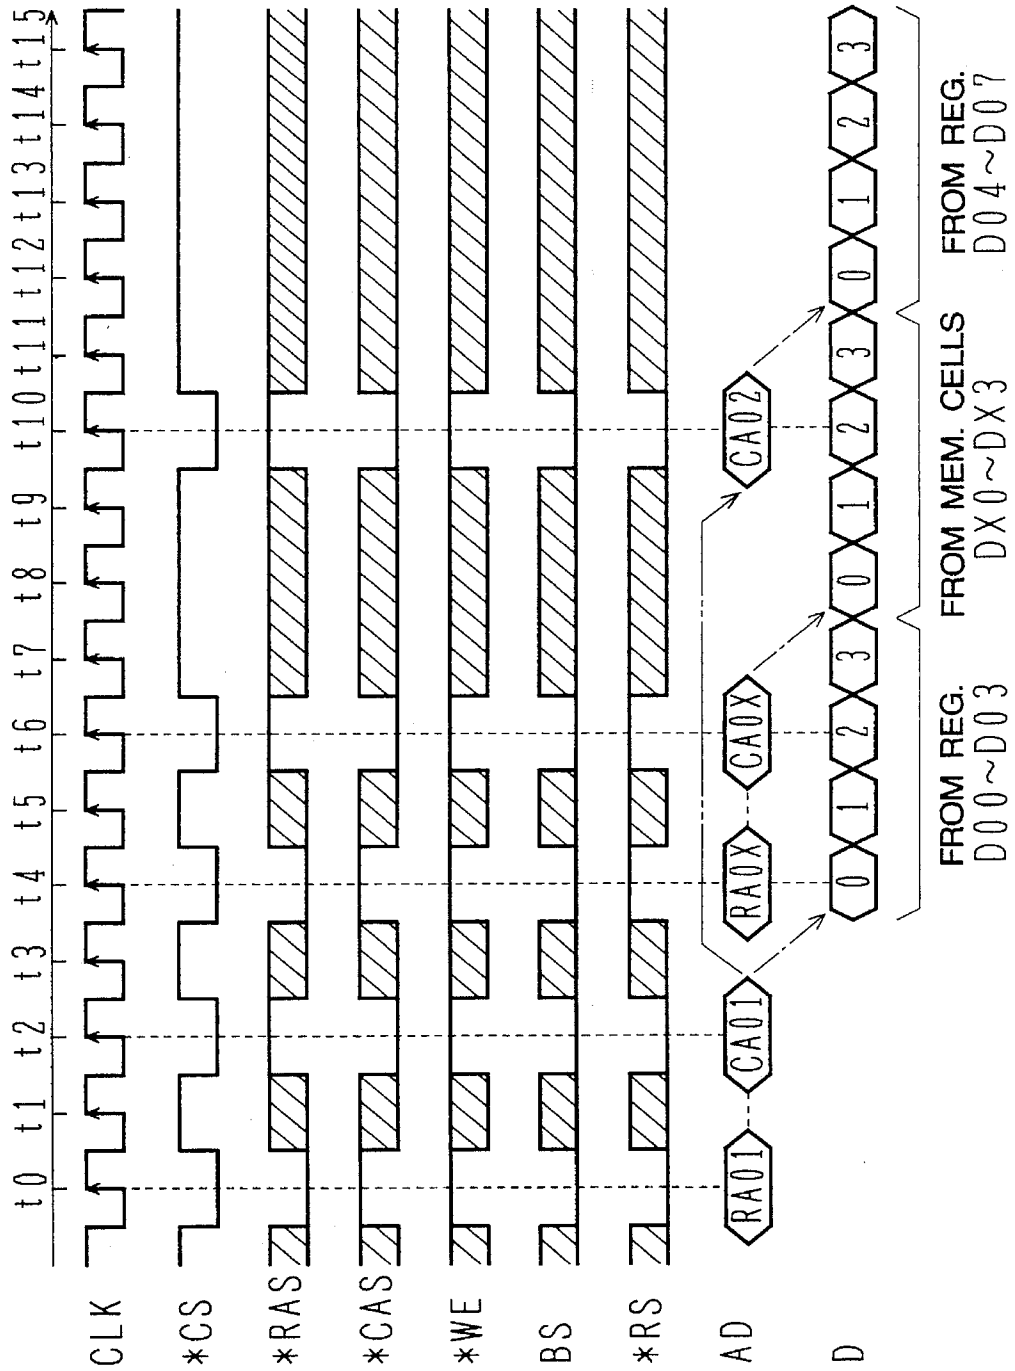 t0 t1 t2 t3 t4 t5 t6 t7 t8 t9 t10 t11 t12 t13 t14 t15
CLK
*CS
*RAS
*CAS
*WE
BS
*RS
AD RA01 CA01 RA0X CA0X CA02
D 0 1 2 3 0 1 2 3 0 1 2 3
FROM REG. FROM MEM. CELLS FROM REG.
D00~D03 DX0~DX3 D04~D07